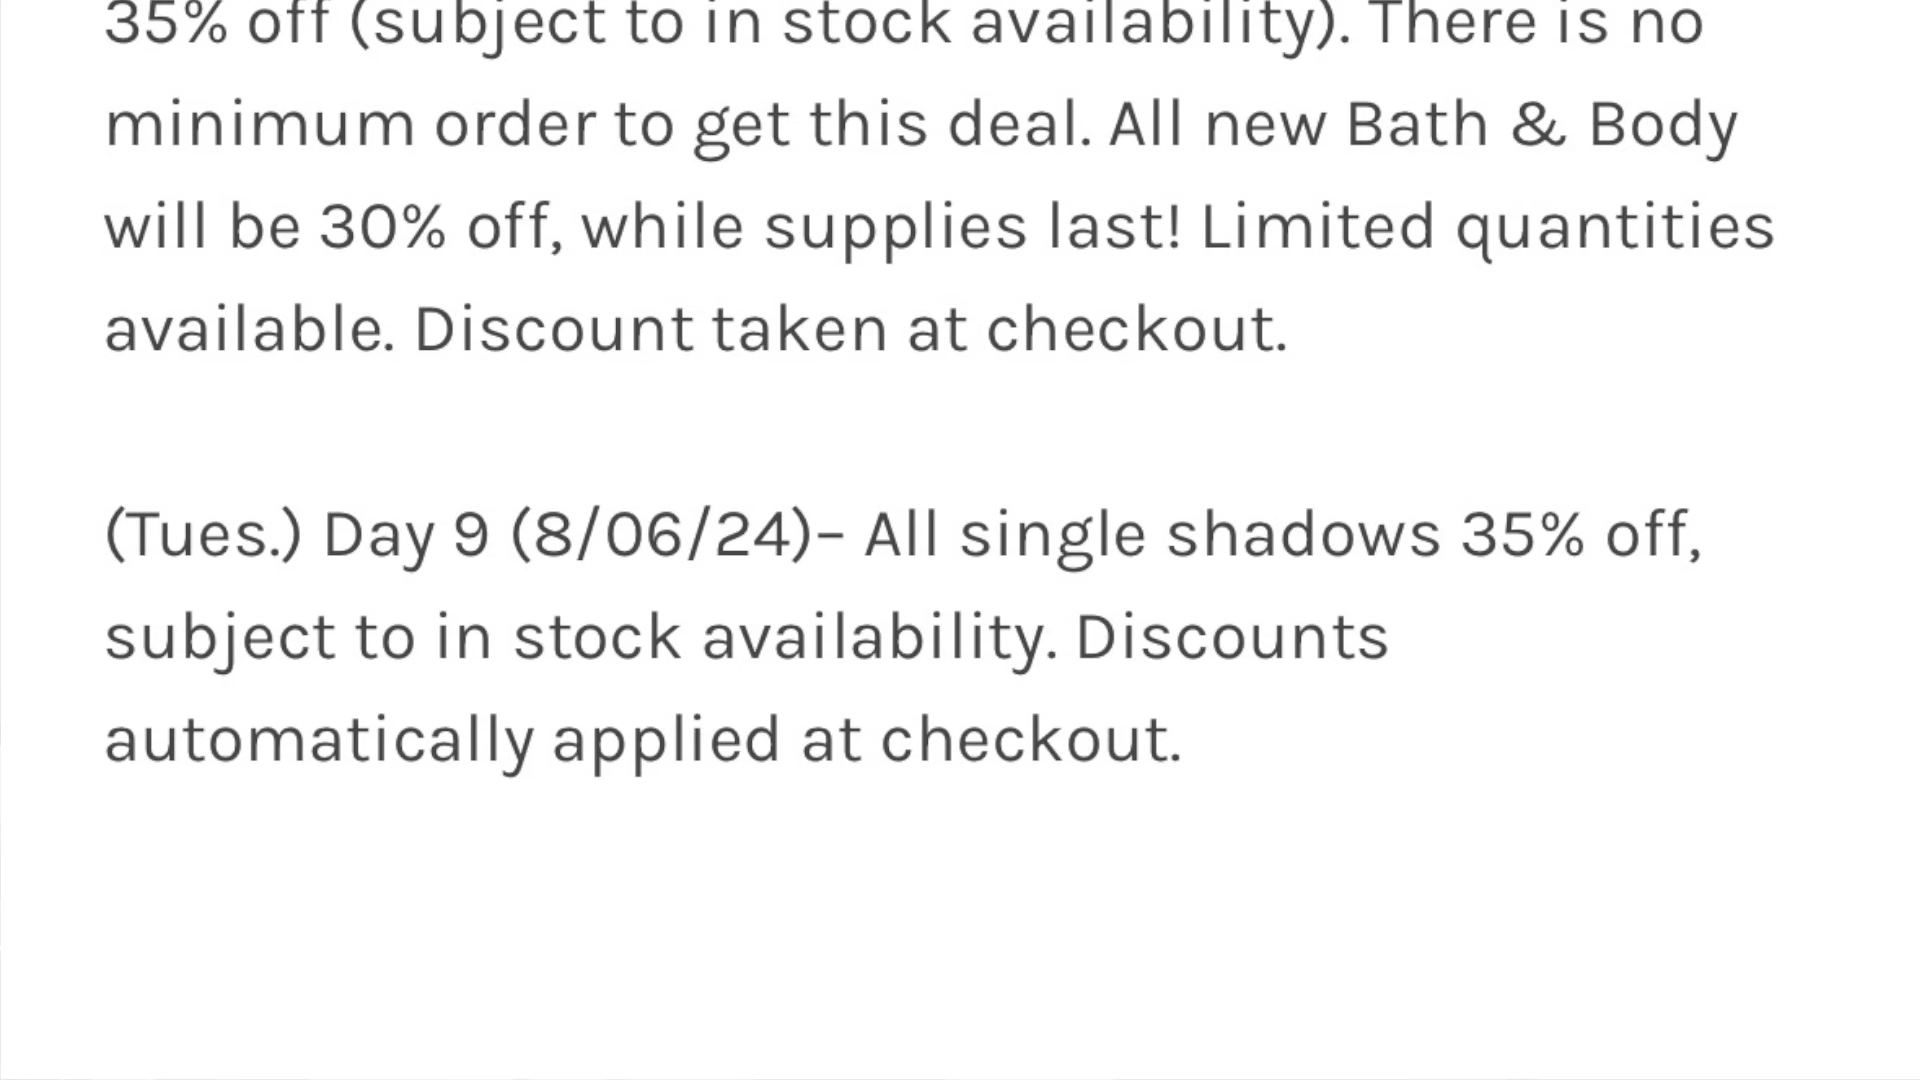 35% off (subject to in stock availability). There is no
minimum order to get this deal. All new Bath & Body
will be 30% off, while supplies last! Limited quantities
available. Discount taken at checkout.
(Tues.) Day 9 (8/06/24)– All single shadows 35% off,
subject to in stock availability. Discounts
automatically applied at checkout.